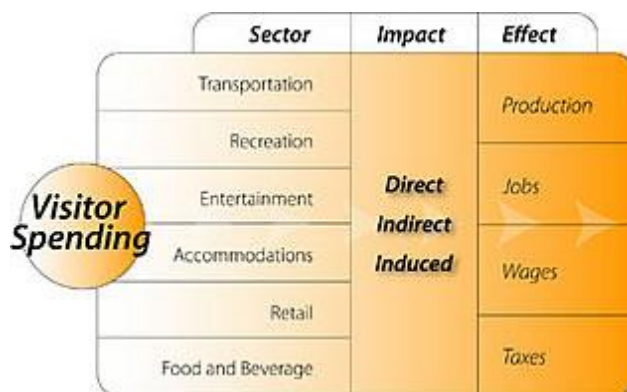 Sector Impact Effect
Transportation
Recreation
Entertainment
Accommodations
Retail
Food and Beverage
Visitor
Spending
Direct
Indirect
Induced
Production
Jobs
Wages
Taxes